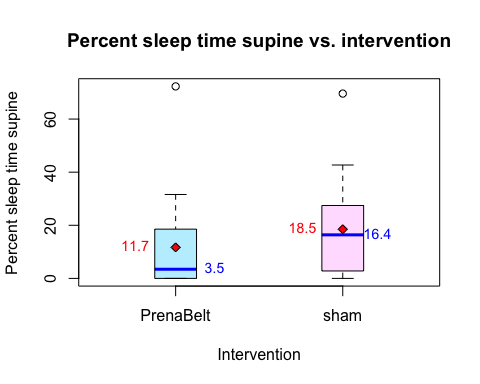 Percent sleep time supine vs. intervention
Percent sleep time supine
60
40
20
0
11.7
3.5
18.5
16.4
PrenaBelt
sham
Intervention